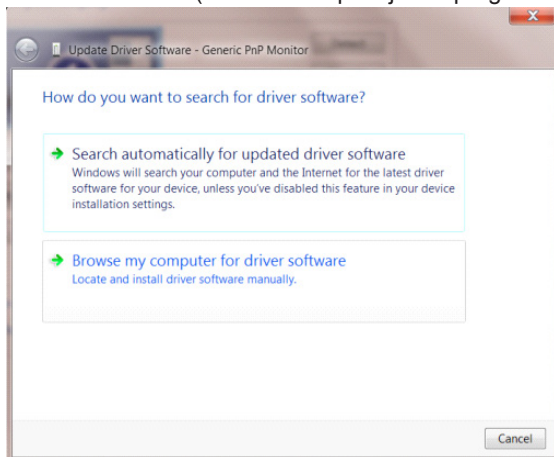 Update Driver Software - Generic PnP Monitor
How do you want to search for driver software?
Search automatically for updated driver software
Windows will search your computer and the Internet for the latest driver
software for your device, unless you've disabled this feature in your device
installation settings.
Browse my computer for driver software
Locate and install driver software manually.
Cancel